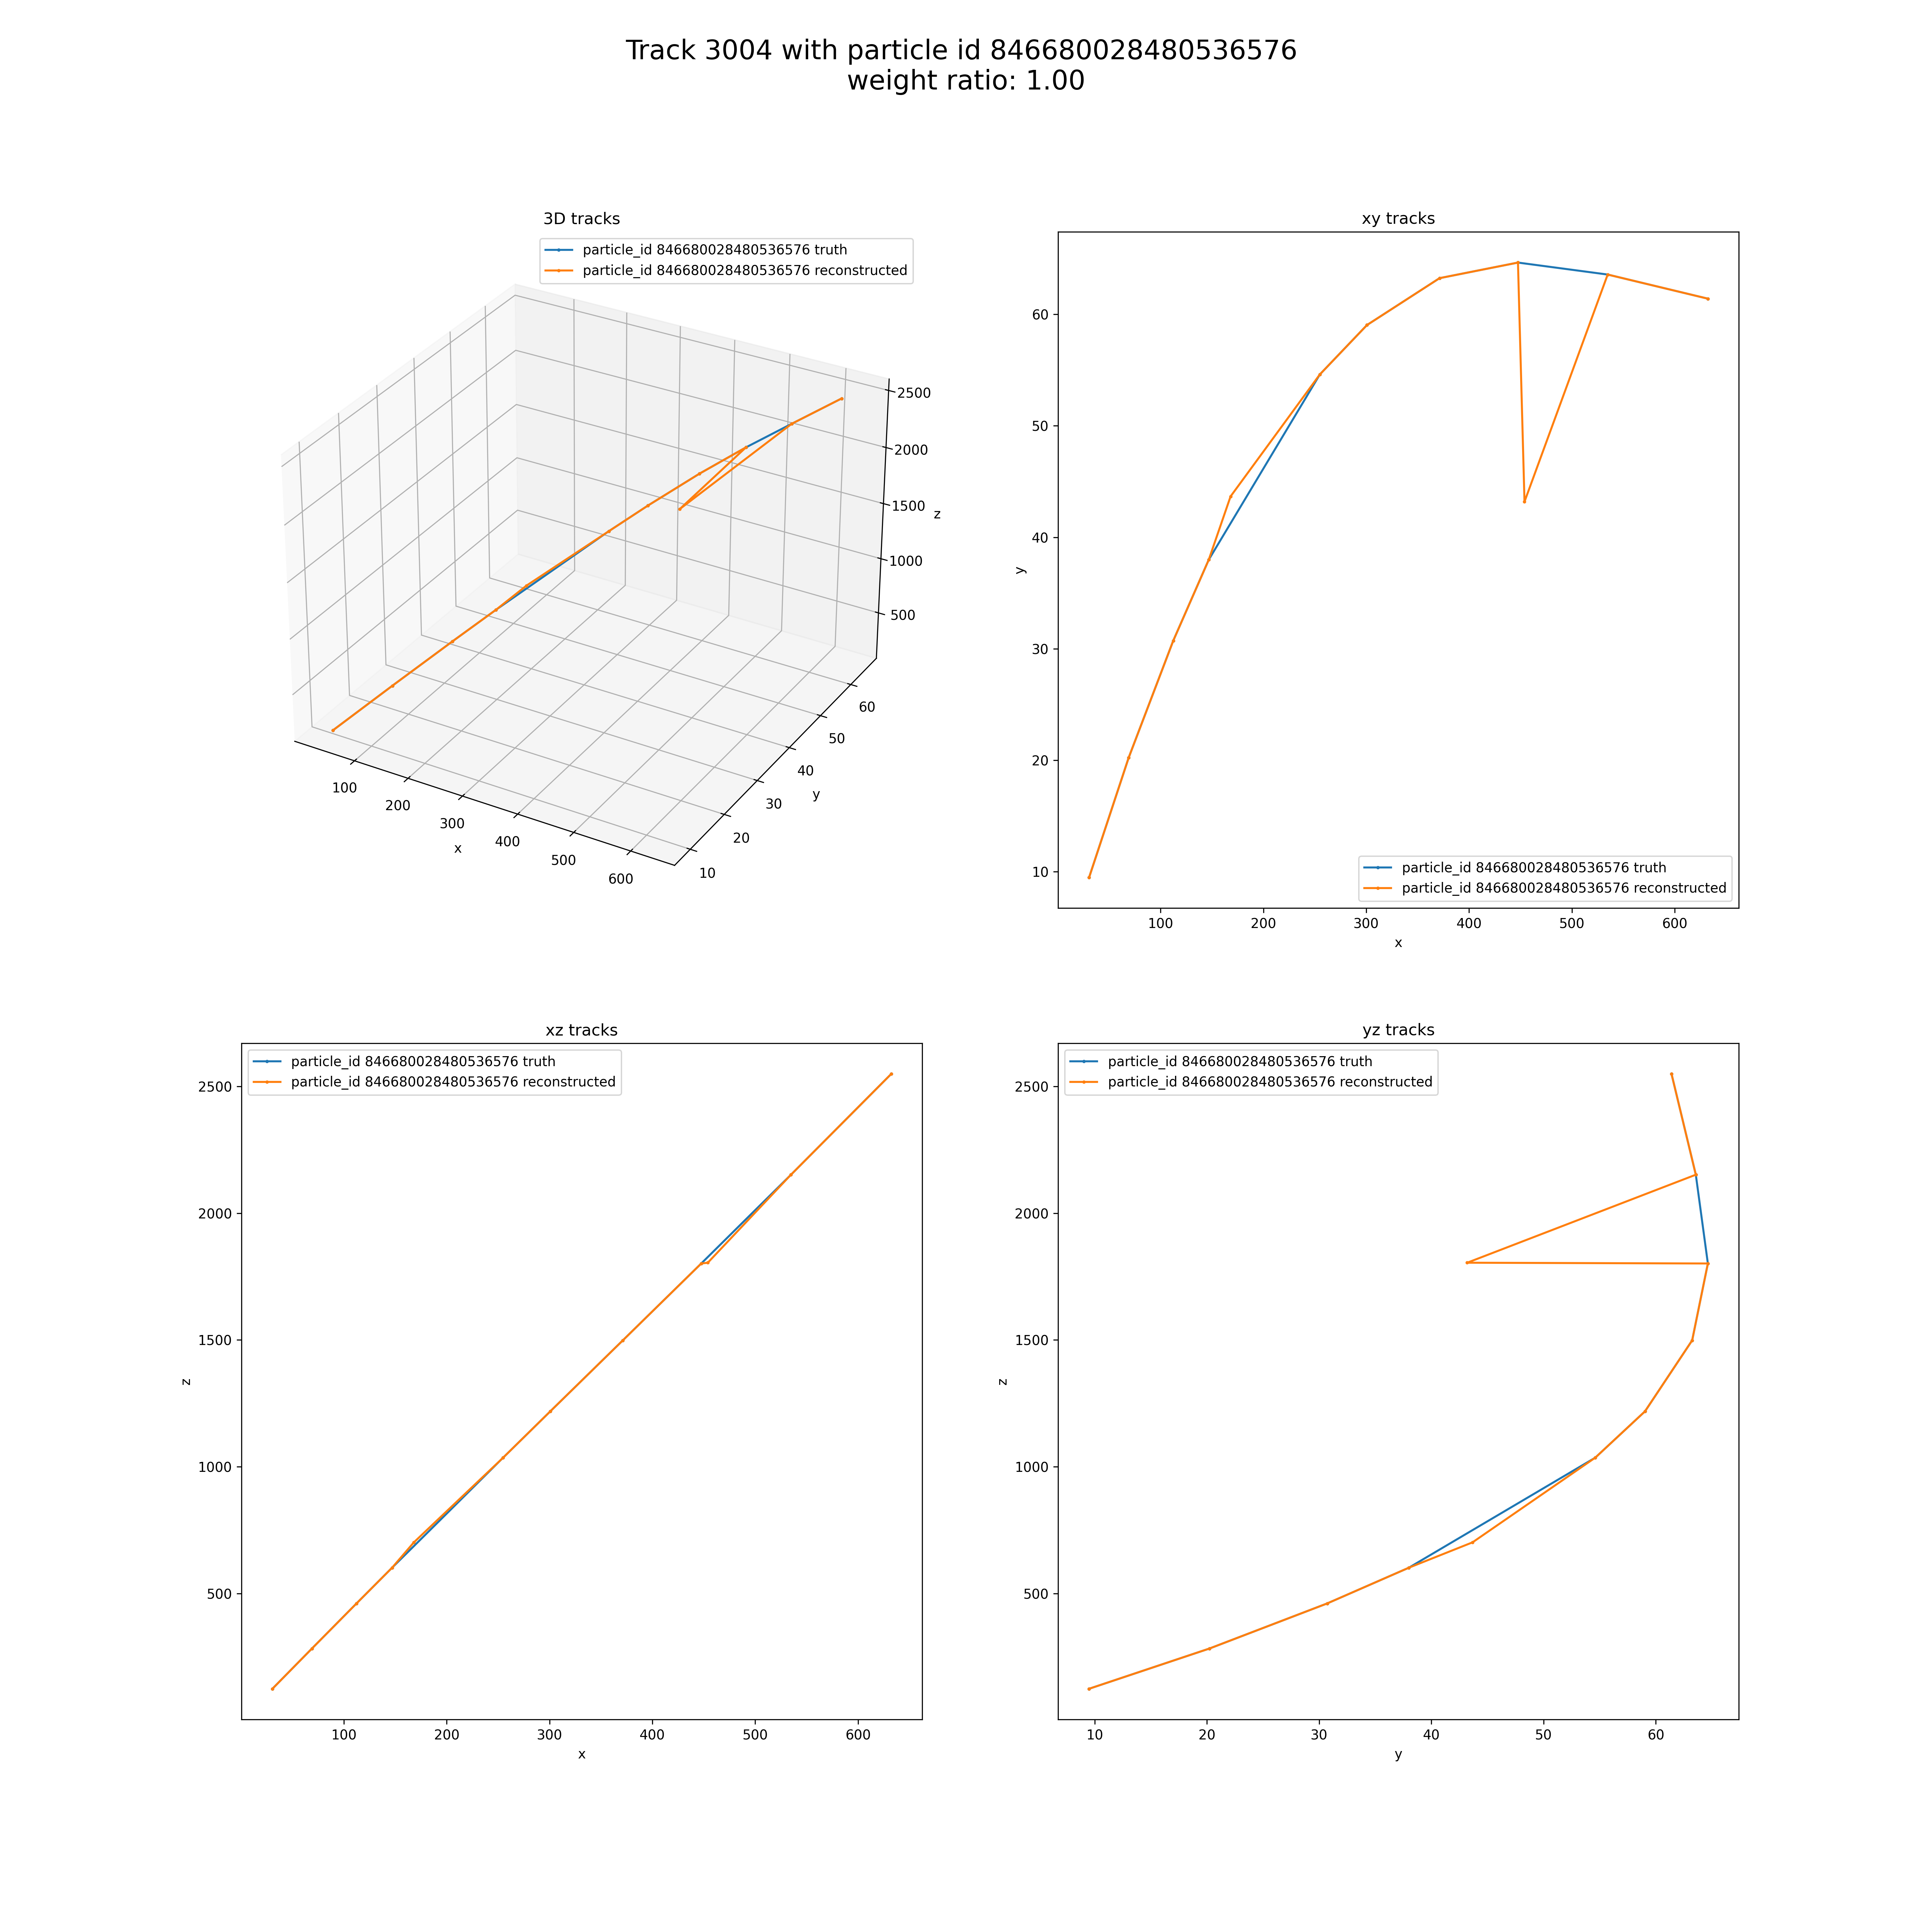 Track 3004 with particle id 846680028480536576
weight ratio: 1.00
3D tracks
particle_id 846680028480536576 truth
particle_id 846680028480536576 reconstructed
2500
2000
1500
z
1000
500
60
50
40
y
30
20
10
100
200
300
x
400
500
600
xy tracks
60
50
40
y
30
20
10
particle_id 846680028480536576 truth
particle_id 846680028480536576 reconstructed
100 200 300 400 500 600
x
xz tracks
particle_id 846680028480536576 truth
particle_id 846680028480536576 reconstructed
2500
2000
1500
z
1000
500
100 200 300 400 500 600
x
yz tracks
particle_id 846680028480536576 truth
particle_id 846680028480536576 reconstructed
2500
2000
1500
z
1000
500
10 20 30 40 50 60
y